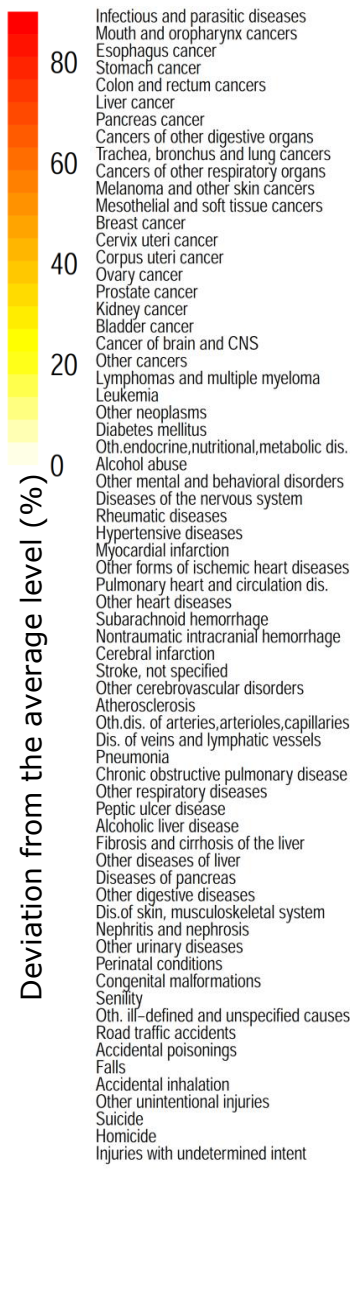 80
60
40
20
0
Deviation from the average level (%)
Infectious and parasitic diseases
Mouth and oropharynx cancers
Esophagus cancer
Stomach cancer
Colon and rectum cancers
Liver cancer
Pancreas cancer
Cancers of other digestive organs
Trachea, bronchus and lung cancers
Cancers of other respiratory organs
Melanoma and other skin cancers
Mesothelial and soft tissue cancers
Breast cancer
Cervix uteri cancer
Corpus uteri cancer
Ovary cancer
Prostate cancer
Kidney cancer
Bladder cancer
Cancer of brain and CNS
Other cancers
Lymphomas and multiple myeloma
Leukemia
Other neoplasms
Diabetes mellitus
Oth.endocrine,nutritional,metabolic dis.
Alcohol abuse
Other mental and behavioral disorders
Diseases of the nervous system
Rheumatic diseases
Hypertensive diseases
Myocardial infarction
Other forms of ischemic heart diseases
Pulmonary heart and circulation dis.
Other heart diseases
Subarachnoid hemorrhage
Nontraumatic intracranial hemorrhage
Cerebral infarction
Stroke, not specified
Other cerebrovascular disorders
Atherosclerosis
Oth.dis. of arteries,arterioles,capillaries
Dis. of veins and lymphatic vessels
Pneumonia
Chronic obstructive pulmonary disease
Other respiratory diseases
Peptic ulcer disease
Alcoholic liver disease
Fibrosis and cirrhosis of the liver
Other diseases of liver
Diseases of pancreas
Other digestive diseases
Dis.of skin, musculoskeletal system
Nephritis and nephrosis
Other urinary diseases
Perinatal conditions
Congenital malformations
Senility
Oth. ill−defined and unspecified causes
Road traffic accidents
Accidental poisonings
Falls
Accidental inhalation
Other unintentional injuries
Suicide
Homicide
Injuries with undetermined intent